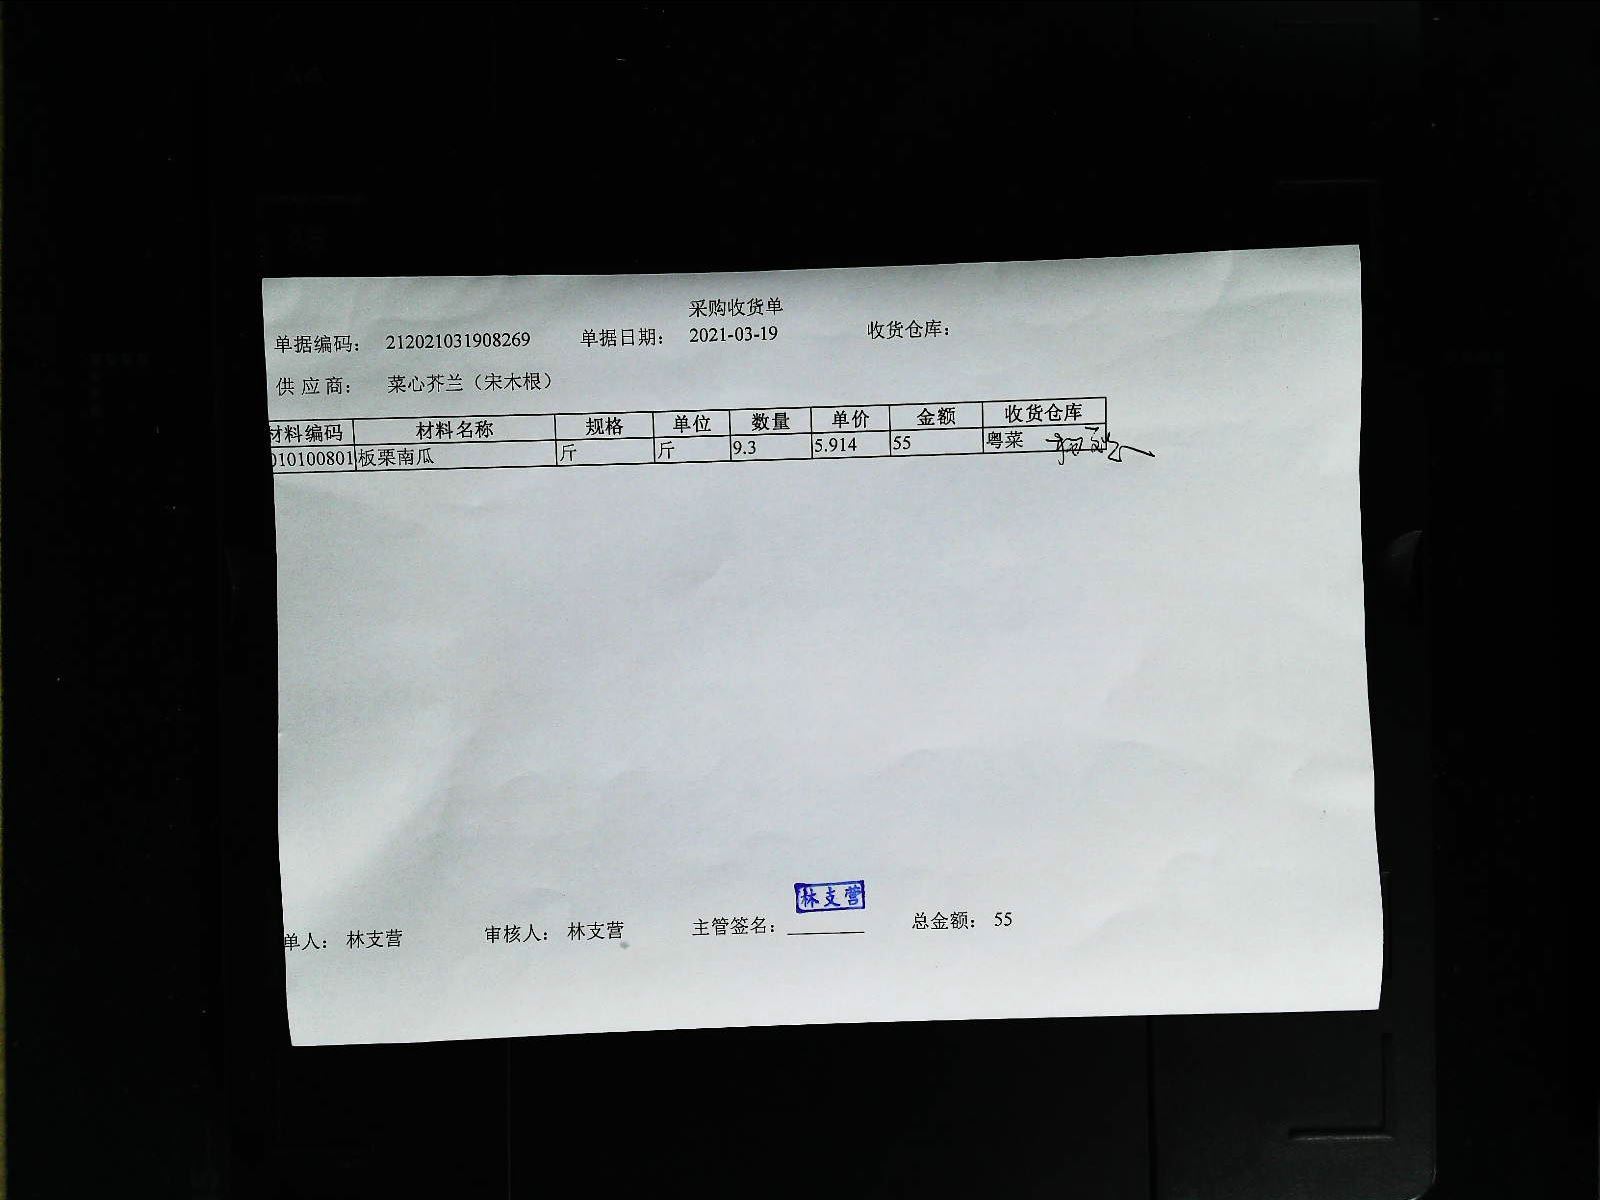 采购收货单
单据编码： 212021031908269 单据日期： 2021-03-19 收货仓库：
供 应 商： 菜心芥兰（宋木根）
材料编码 材料名称 规格 单位 数量 单价 金额 收货仓库
010100801 板栗南瓜 斤 斤 9.3 5.914 55 粤菜
林支营
单人： 林支营 审核人： 林支营 主管签名： 总金额： 55